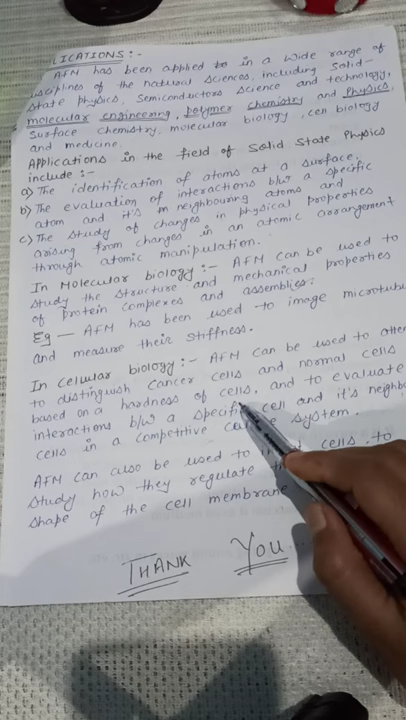 LICATIONS :-
AFM has been applied in a wide range of
disciplines of the natural sciences, including solid-
state physics, semiconductors science and technology,
molecular engineering, polymer chemistry and physics,
surface chemistry, molecular biology, cell biology
and medicine.
Applications in the field of solid state physics
include :-
a) The identification of atoms at a surface.
b) The evaluation of interactions b/w a specific
atom and it's neighbouring atoms and
c) The study of changes in physical properties
arising from changes in an atomic arrangement
through atomic manipulation.
In Molecular biology :- AFM can be used to
study the structure and mechanical properties
of protein complexes and assemblies.
Eg - AFM has been used to image microtubu
and measure their stiffness.
In Cellular biology :- AFM can be used to atte
to distinguish cancer cells and normal cells
based on a hardness of cells, and to evaluate
interactions b/w a specific cell and it's neighb
cells in a competitive system.
AFM can also be used to cells, to
study how they regulate
shape of the cell membrane
THANK YOU...